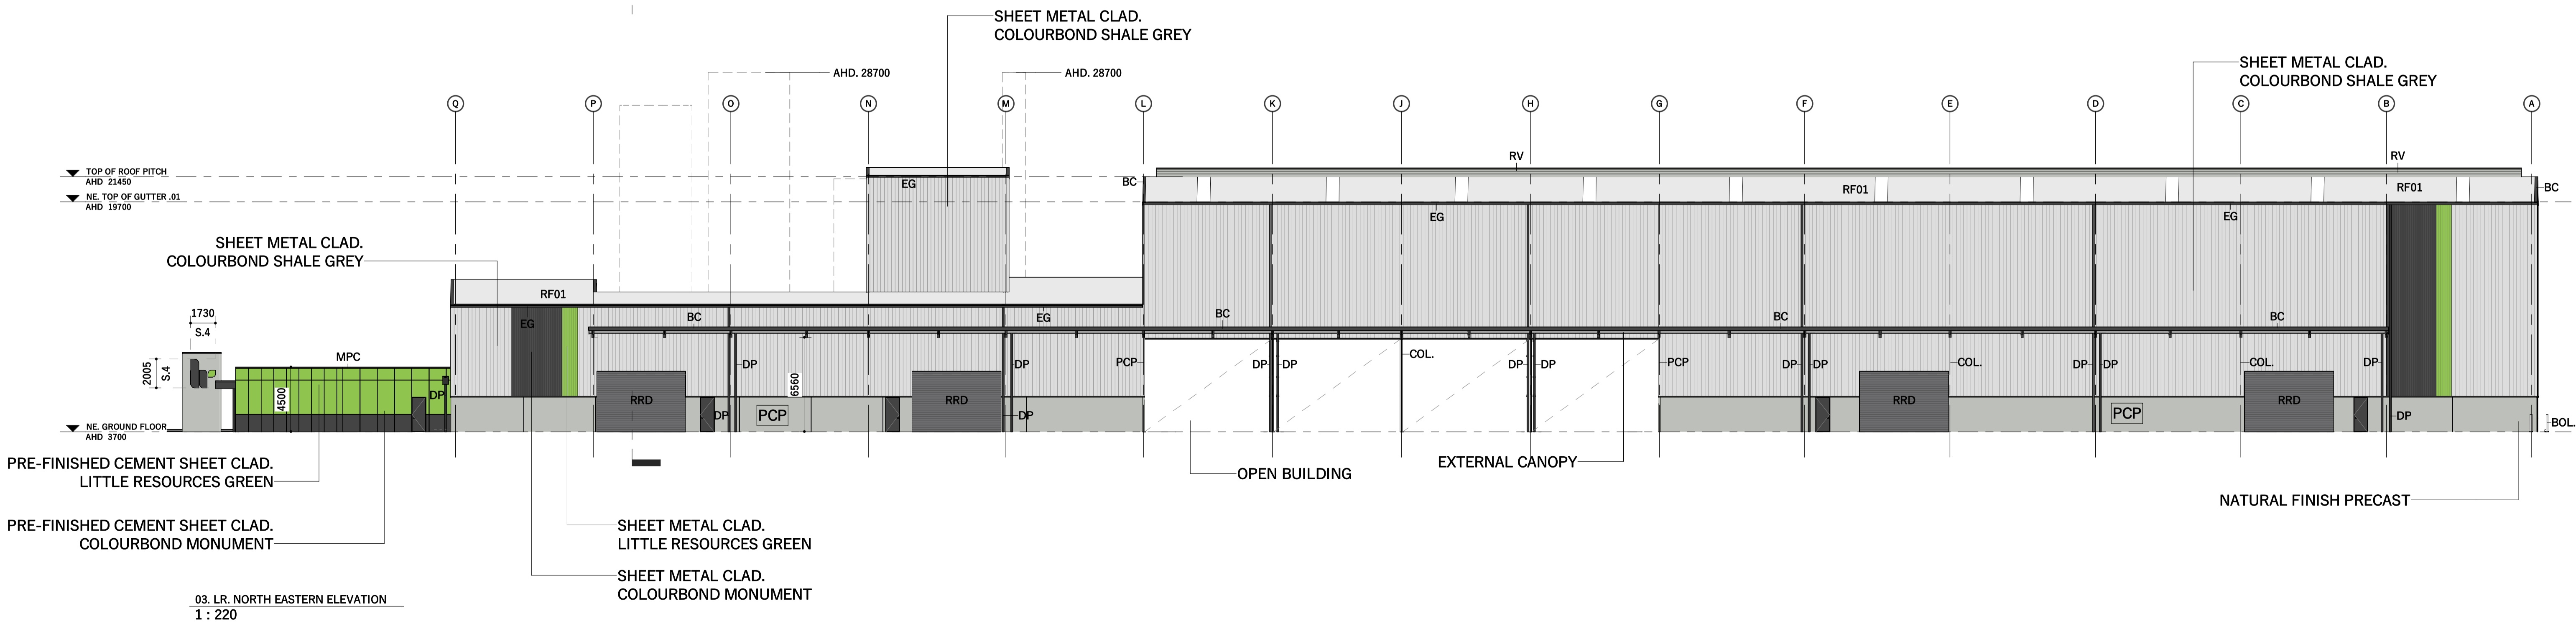 SHEET METAL CLAD.
COLOURBOND SHALE GREY
SHEET METAL CLAD.
COLOURBOND SHALE GREY
AHD. 28700
AHD. 28700
Q
P
O
N
M
L
K
J
H
G
F
E
D
C
B
A
TOP OF ROOF PITCH
AHD 21450
NE. TOP OF GUTTER .01
AHD 19700
RV
RV
EG
BC
RF01
RF01
BC
EG
EG
SHEET METAL CLAD.
COLOURBOND SHALE GREY
RF01
EG
BC
EG
BC
BC
BC
1730
S.4
2005
S.4
MPC
4500
DP
6560
DP
DP
PCP
DP
DP
COL.
DP
DP
PCP
DP
DP
COL.
DP
DP
COL.
DP
RRD
DP
PCP
RRD
DP
RRD
PCP
RRD
DP
BOL.
NE. GROUND FLOOR
AHD 3700
PRE-FINISHED CEMENT SHEET CLAD.
LITTLE RESOURCES GREEN
OPEN BUILDING
EXTERNAL CANOPY
NATURAL FINISH PRECAST
PRE-FINISHED CEMENT SHEET CLAD.
COLOURBOND MONUMENT
SHEET METAL CLAD.
LITTLE RESOURCES GREEN
SHEET METAL CLAD.
COLOURBOND MONUMENT
03. LR. NORTH EASTERN ELEVATION
1 : 220